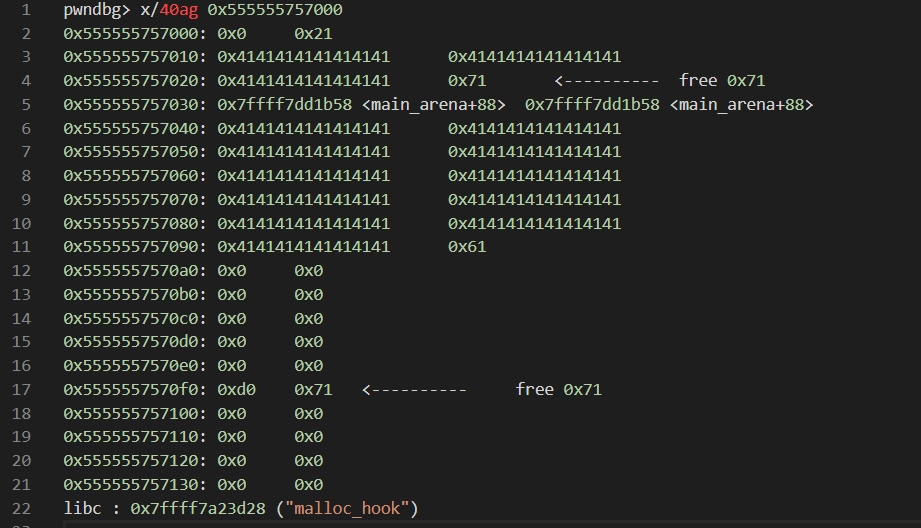 1 pwndbg> x/40ag 0x555555757000
2 0x555555757000: 0x0 0x21
3 0x555555757010: 0x4141414141414141 0x4141414141414141
4 0x555555757020: 0x4141414141414141 0x71 <---------- free 0x71
5 0x555555757030: 0x7ffff7dd1b58 <main_arena+88> 0x7ffff7dd1b58 <main_arena+88>
6 0x555555757040: 0x4141414141414141 0x4141414141414141
7 0x555555757050: 0x4141414141414141 0x4141414141414141
8 0x555555757060: 0x4141414141414141 0x4141414141414141
9 0x555555757070: 0x4141414141414141 0x4141414141414141
10 0x555555757080: 0x4141414141414141 0x4141414141414141
11 0x555555757090: 0x4141414141414141 0x61
12 0x5555557570a0: 0x0 0x0
13 0x5555557570b0: 0x0 0x0
14 0x5555557570c0: 0x0 0x0
15 0x5555557570d0: 0x0 0x0
16 0x5555557570e0: 0x0 0x0
17 0x5555557570f0: 0xd0 0x71 <---------- free 0x71
18 0x555555757100: 0x0 0x0
19 0x555555757110: 0x0 0x0
20 0x555555757120: 0x0 0x0
21 0x555555757130: 0x0 0x0
22 libc : 0x7ffff7a23d28 ("malloc_hook")